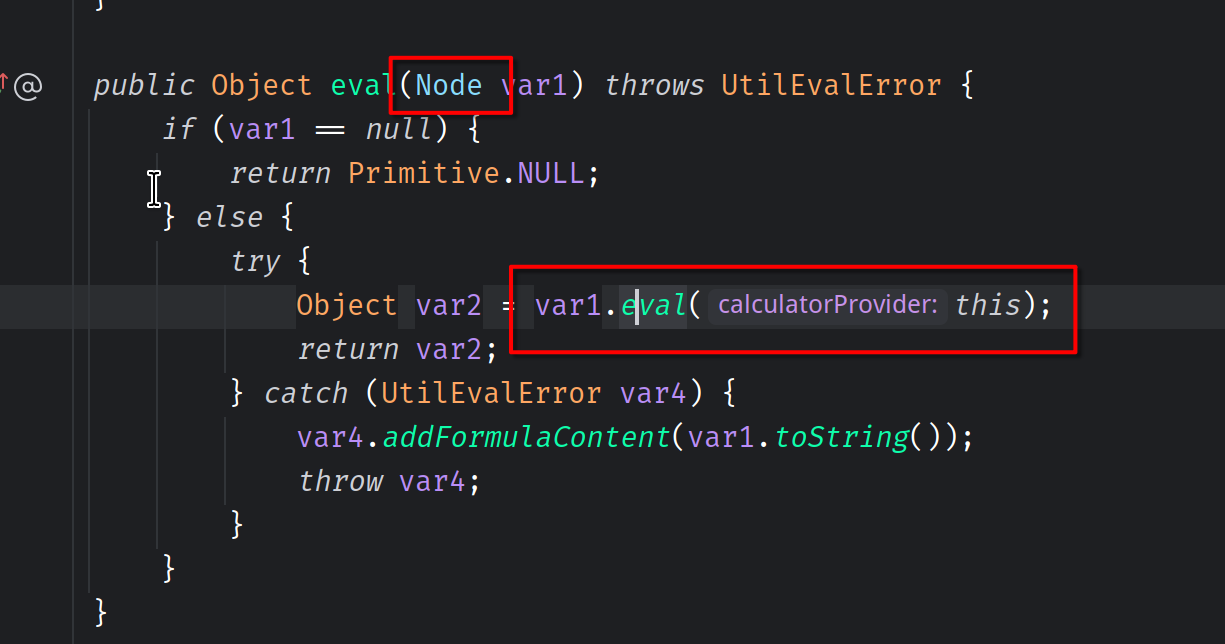 }
@
public Object eval(Node var1) throws UtilEvalError {
if (var1 == null) {
return Primitive.NULL;
} else {
try {
Object var2 = var1.eval( calculatorProvider: this);
return var2;
} catch (UtilEvalError var4) {
var4.addFormulaContent(var1.toString());
throw var4;
}
}
}